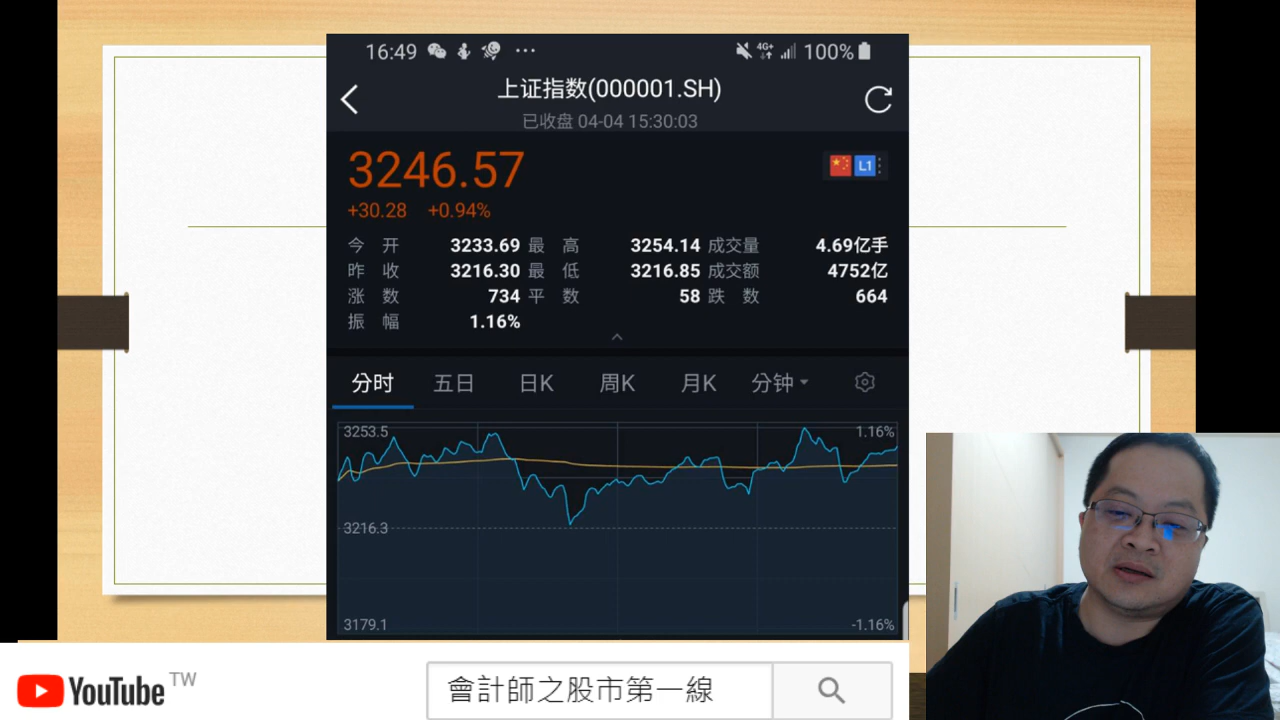 16:49 4G+ 100%
上证指数(000001.SH)
已收盘 04-04 15:30:03
3246.57
L1
+30.28 +0.94%
今开 3233.69 最高 3254.14 成交量 4.69亿手
昨收 3216.30 最低 3216.85 成交额 4752亿
涨数 734 平数 58 跌数 664
振幅 1.16%
分时 五日 日K 周K 月K 分钟
3253.5 1.16%
3216.3
3179.1 -1.16%
YouTube TW
會計師之股市第一線